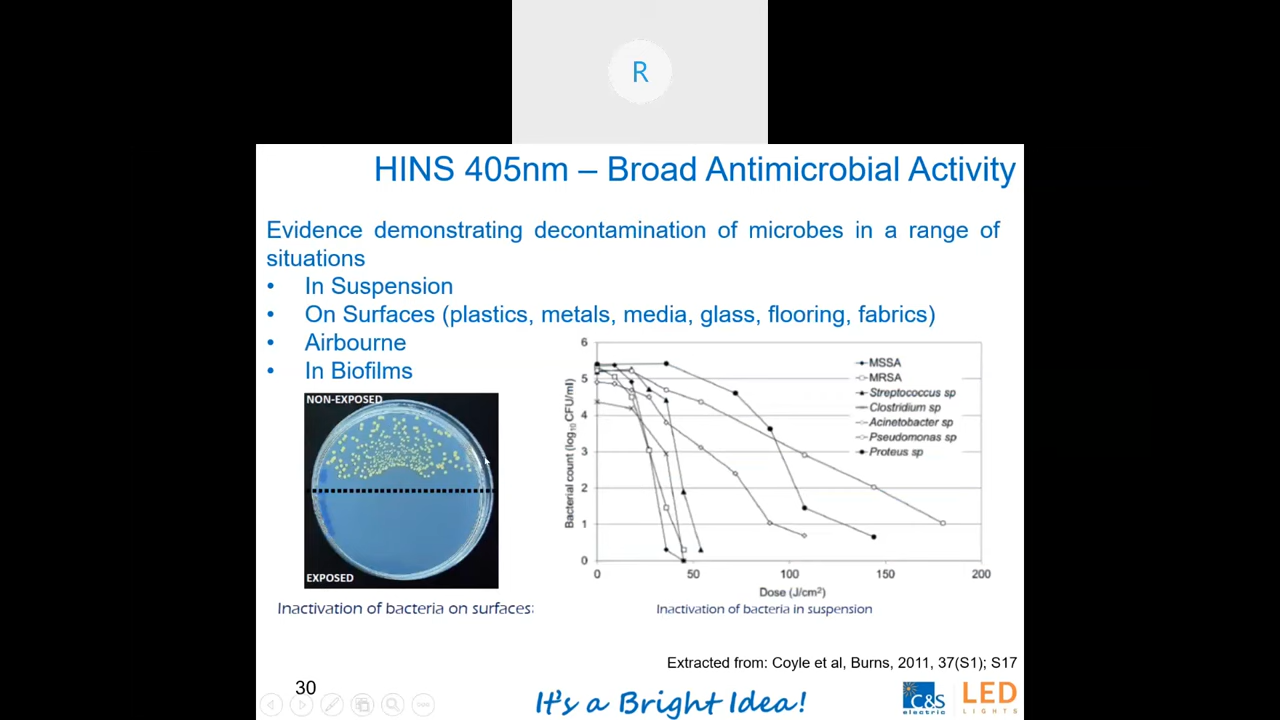 R
HINS 405nm – Broad Antimicrobial Activity
Evidence demonstrating decontamination of microbes in a range of
situations
• In Suspension
• On Surfaces (plastics, metals, media, glass, flooring, fabrics)
• Airbourne
• In Biofilms
NON-EXPOSED
EXPOSED
Inactivation of bacteria on surfaces:
6
5
4
3
2
1
0
Bacterial count (log10 CFU/ml)
MSSA
MRSA
Streptococcus sp
Clostridium sp
Acinetobacter sp
Pseudomonas sp
Proteus sp
0 50 100 150 200
Dose (J/cm²)
Inactivation of bacteria in suspension
Extracted from: Coyle et al, Burns, 2011, 37(S1); S17
30
It's a Bright Idea!
C&S
electric
LED
LIGHTS